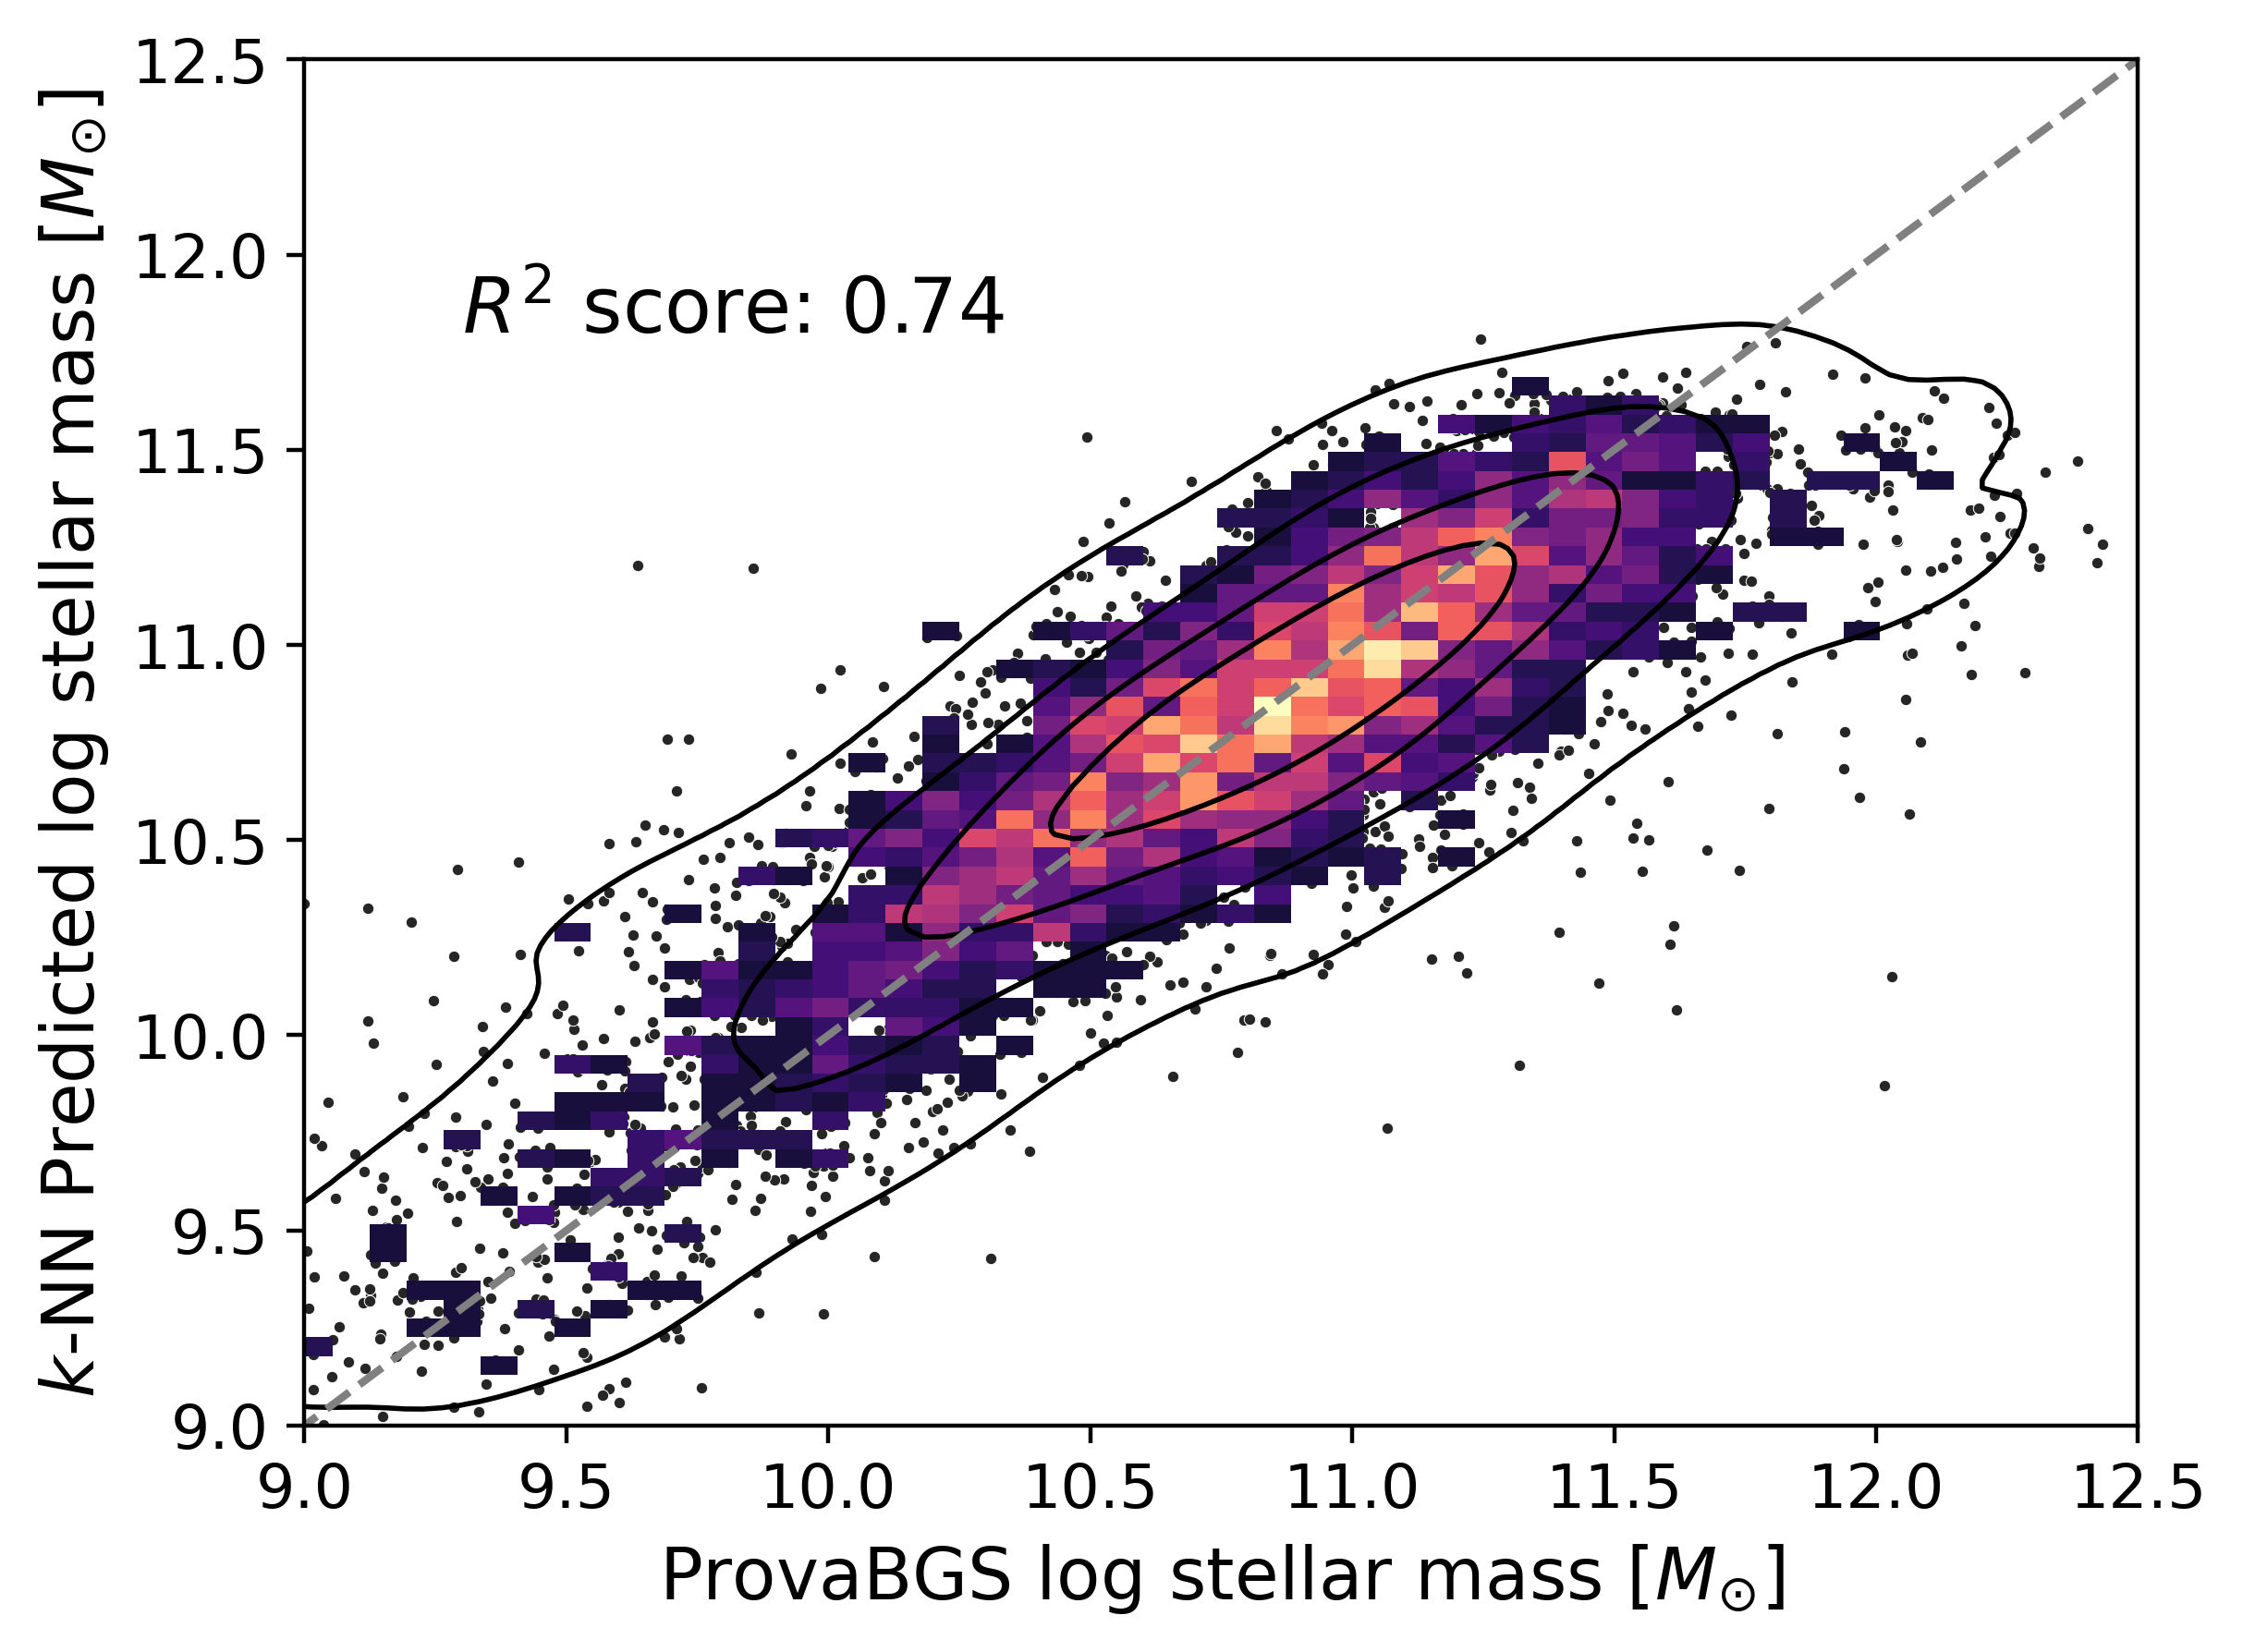 k-NN Predicted log stellar mass [M⊙]
12.5
12.0
11.5
11.0
10.5
10.0
9.5
9.0
R² score: 0.74
9.0 9.5 10.0 10.5 11.0 11.5 12.0 12.5
ProvaBGS log stellar mass [M⊙]